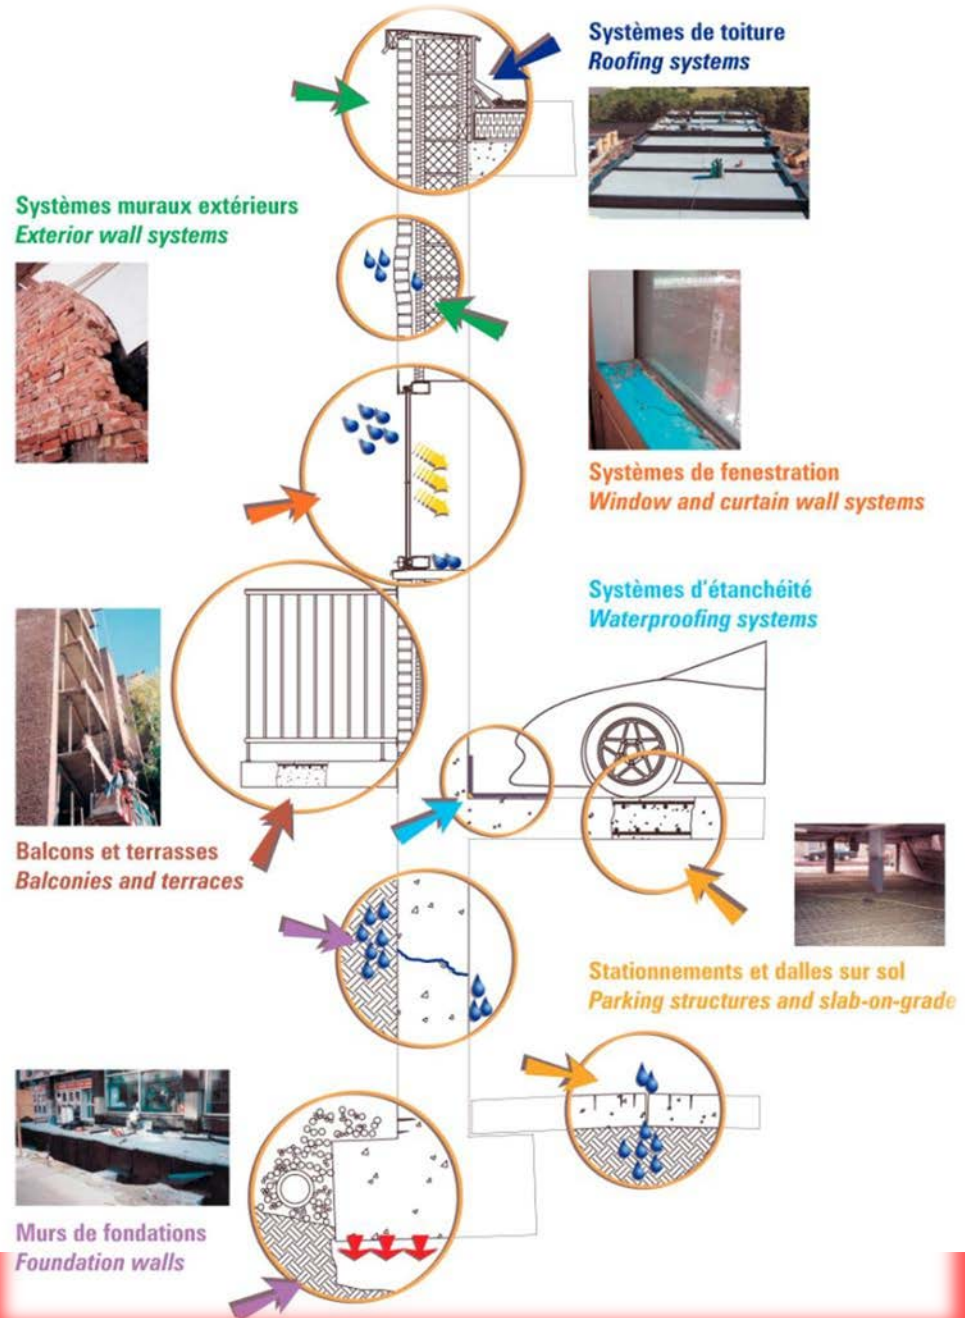 Systèmes de toiture
Roofing systems
Systèmes muraux extérieurs
Exterior wall systems
Systèmes de fenestration
Window and curtain wall systems
Systèmes d'étanchéité
Waterproofing systems
Balcons et terrasses
Balconies and terraces
Stationnements et dalles sur sol
Parking structures and slab-on-grade
Murs de fondations
Foundation walls